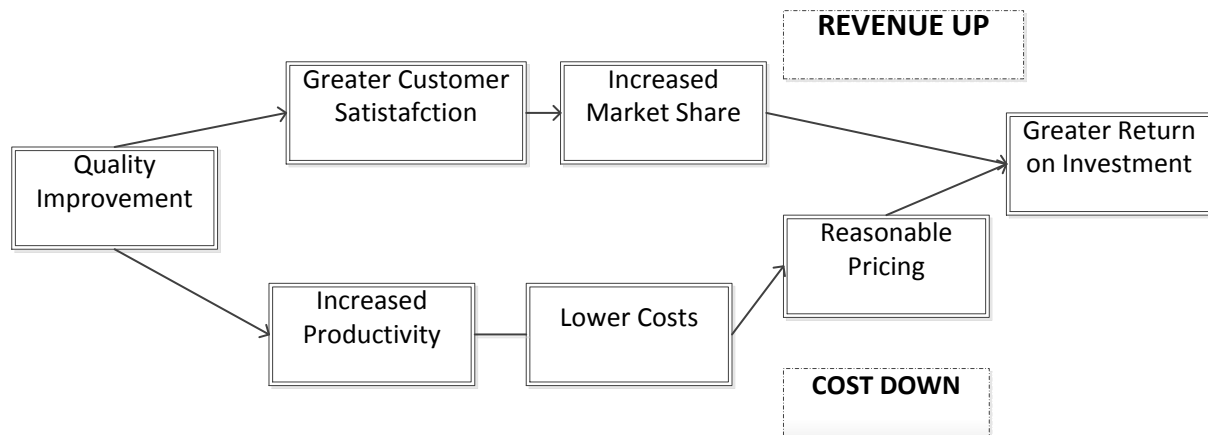 REVENUE UP
Greater Customer
Satistafction
Increased
Market Share
Greater Return
on Investment
Quality
Improvement
Reasonable
Pricing
Increased
Productivity
Lower Costs
COST DOWN